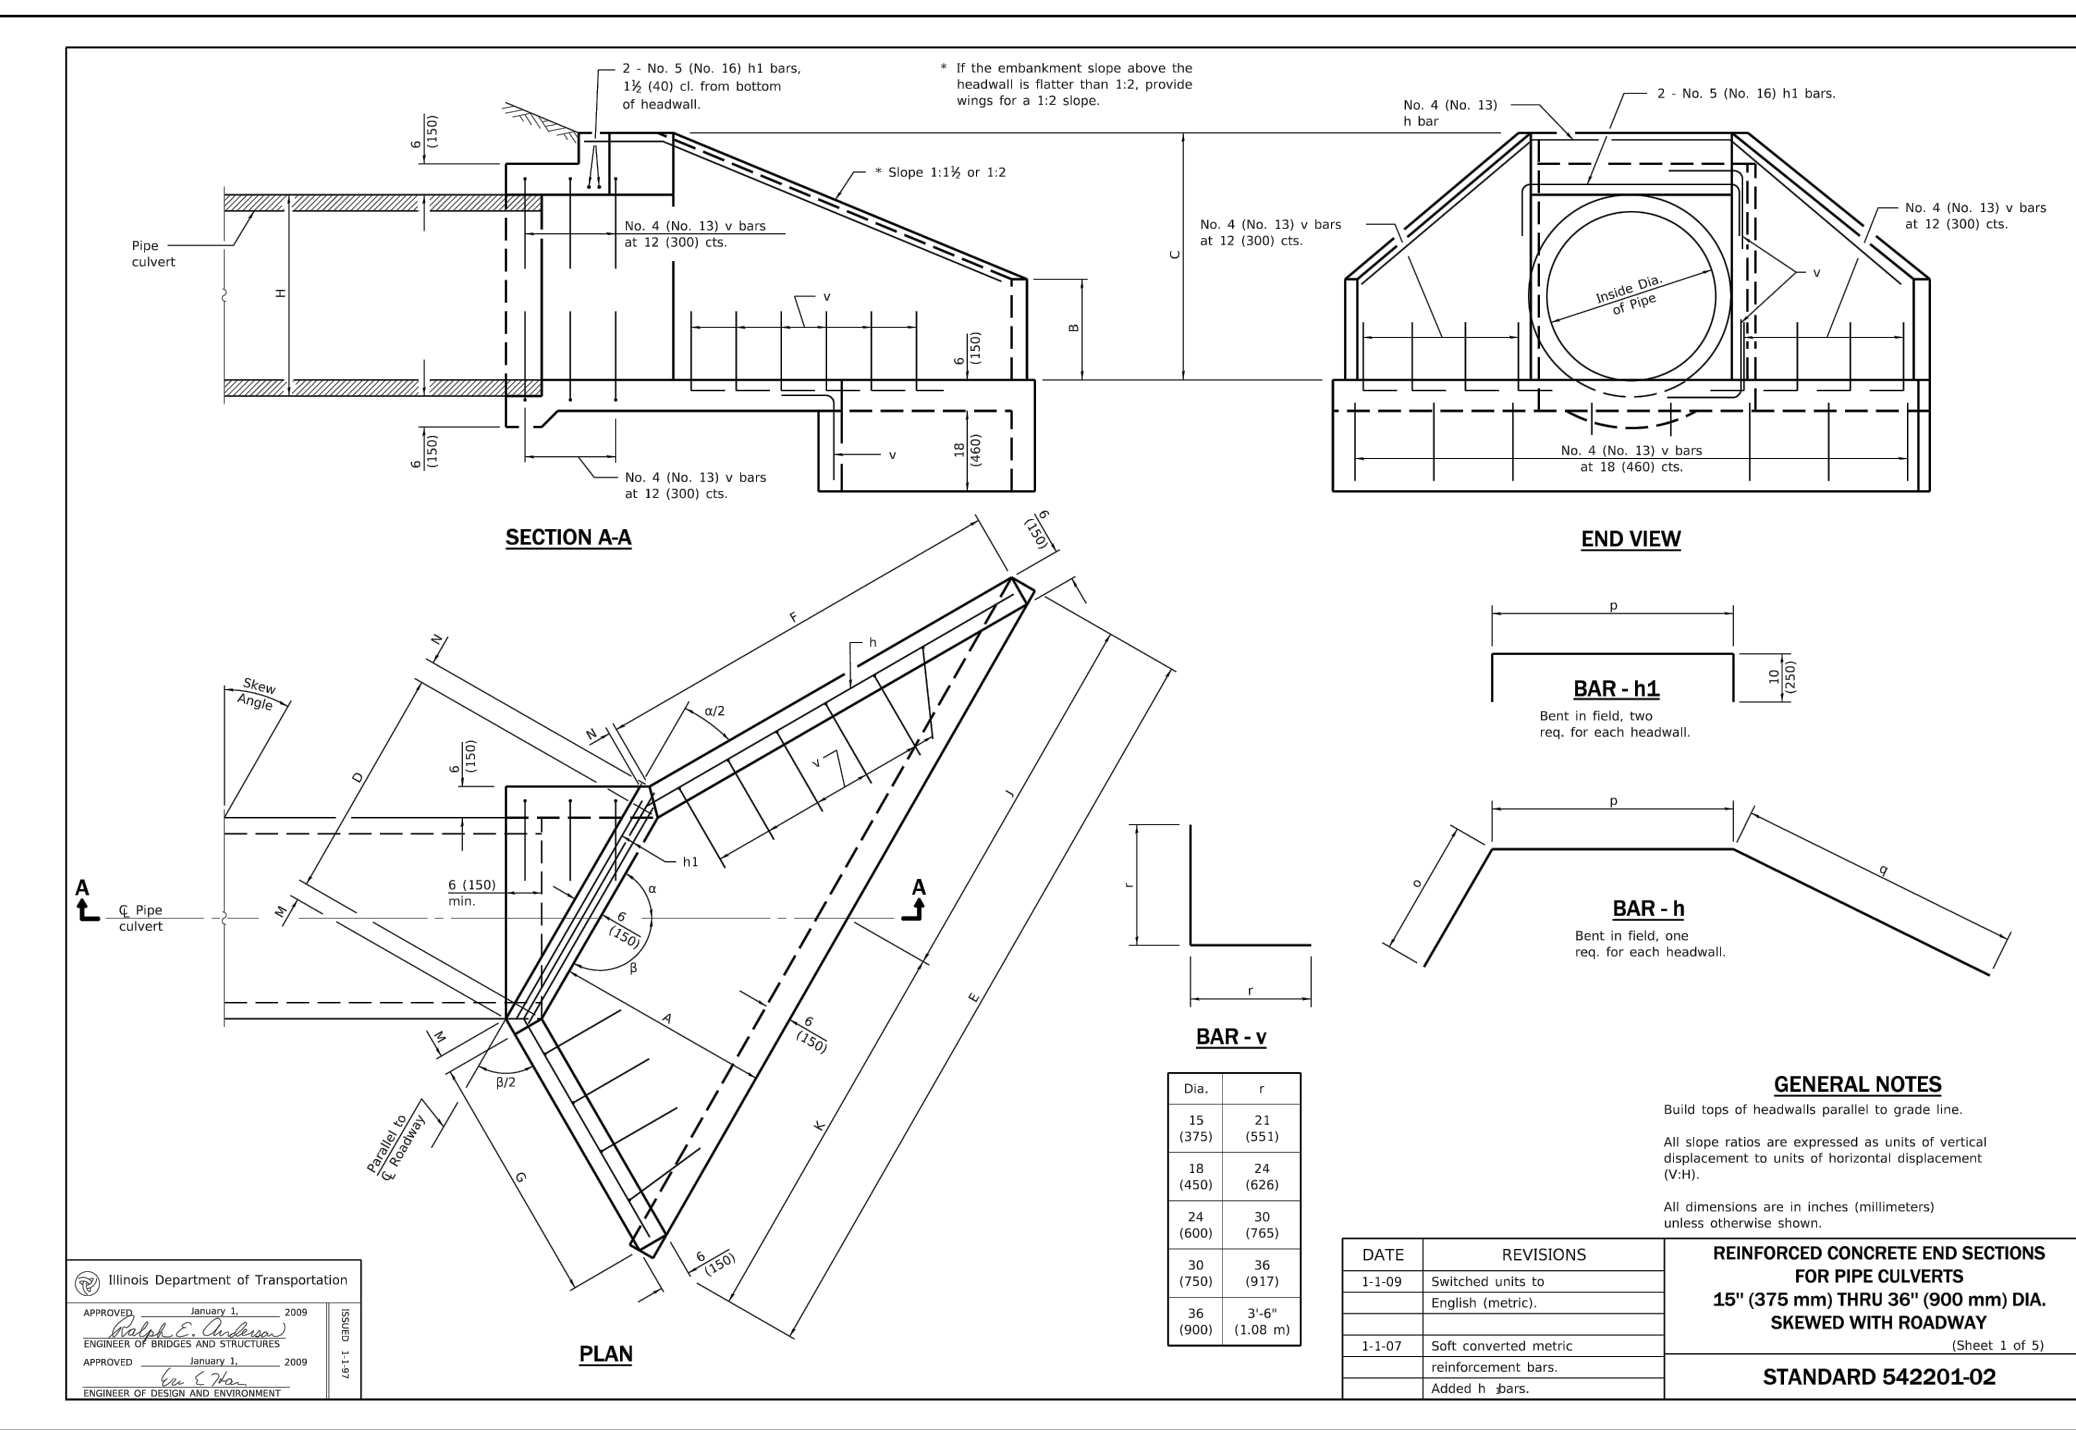 2 - No. 5 (No. 16) h1 bars,
1½ (40) cl. from bottom
of headwall.
* If the embankment slope above the
headwall is flatter than 1:2, provide
wings for a 1:2 slope.
6
(150)
* Slope 1:1½ or 1:2
No. 4 (No. 13) v bars
at 12 (300) cts.
Pipe
culvert
H
v
C
B
6
(150)
6
(150)
18
(460)
v
No. 4 (No. 13) v bars
at 12 (300) cts.
SECTION A-A
No. 4 (No. 13)
h bar
2 - No. 5 (No. 16) h1 bars.
No. 4 (No. 13) v bars
at 12 (300) cts.
No. 4 (No. 13) v bars
at 12 (300) cts.
v
Inside Dia.
of Pipe
No. 4 (No. 13) v bars
at 18 (460) cts.
END VIEW
6
(150)
F
N
h
Skew
Angle
α/2
N
D
6
(150)
v
J
h1
A
A
6 (150)
min.
α
℄ Pipe
culvert
M
6
(150)
β
E
A
6
(150)
M
β/2
Parallel to
℄ Roadway
K
G
6
(150)
PLAN
p
10
(250)
BAR - h1
Bent in field, two
req. for each headwall.
p
o
q
BAR - h
Bent in field, one
req. for each headwall.
r
r
BAR - v
Dia. r
15 21
(375) (551)
18 24
(450) (626)
24 30
(600) (765)
30 36
(750) (917)
36 3'-6"
(900) (1.08 m)
GENERAL NOTES
Build tops of headwalls parallel to grade line.
All slope ratios are expressed as units of vertical
displacement to units of horizontal displacement
(V:H).
All dimensions are in inches (millimeters)
unless otherwise shown.
Illinois Department of Transportation
APPROVED January 1, 2009
Ralph E. Anderson
ENGINEER OF BRIDGES AND STRUCTURES
APPROVED January 1, 2009
ENGINEER OF DESIGN AND ENVIRONMENT
ISSUED 1-1-97
DATE REVISIONS
1-1-09 Switched units to
English (metric).
1-1-07 Soft converted metric
reinforcement bars.
Added h 1bars.
REINFORCED CONCRETE END SECTIONS
FOR PIPE CULVERTS
15" (375 mm) THRU 36" (900 mm) DIA.
SKEWED WITH ROADWAY
(Sheet 1 of 5)
STANDARD 542201-02